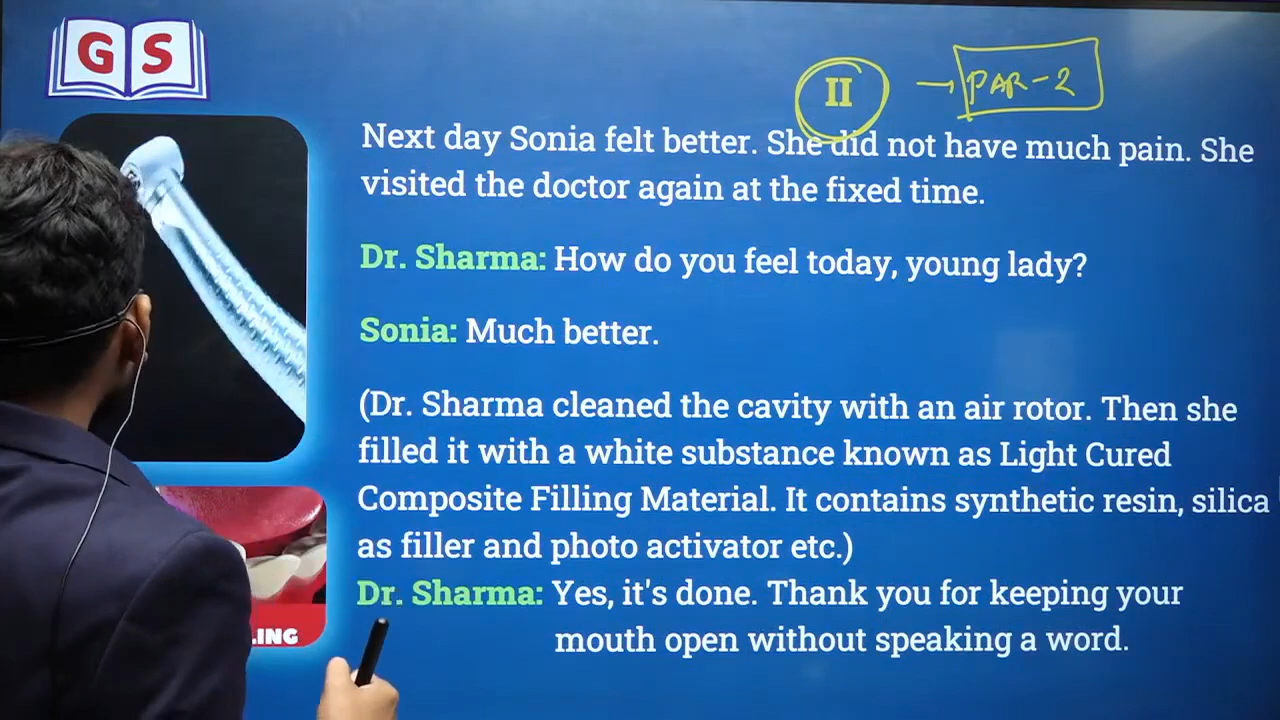 GS
II → PAR-2
Next day Sonia felt better. She did not have much pain. She
visited the doctor again at the fixed time.
Dr. Sharma: How do you feel today, young lady?
Sonia: Much better.
(Dr. Sharma cleaned the cavity with an air rotor. Then she
filled it with a white substance known as Light Cured
Composite Filling Material. It contains synthetic resin, silica
as filler and photo activator etc.)
Dr. Sharma: Yes, it's done. Thank you for keeping your
mouth open without speaking a word.
LING